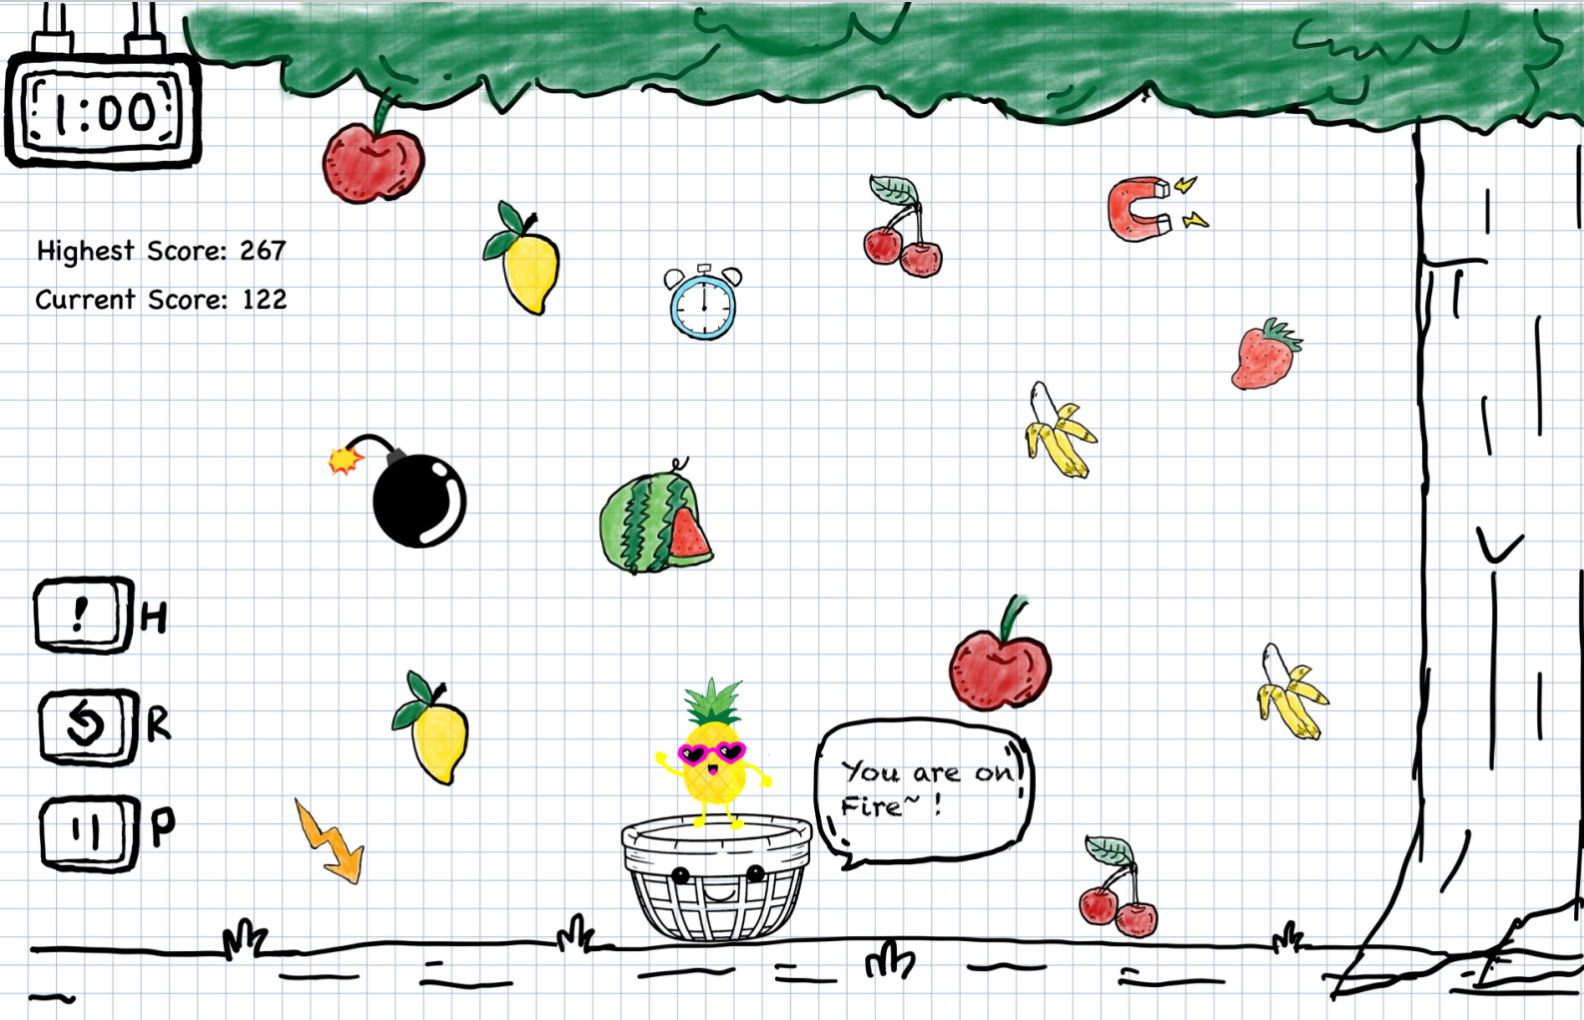 1:00
Highest Score: 267
Current Score: 122
! H
R
P
You are on
Fire~ !